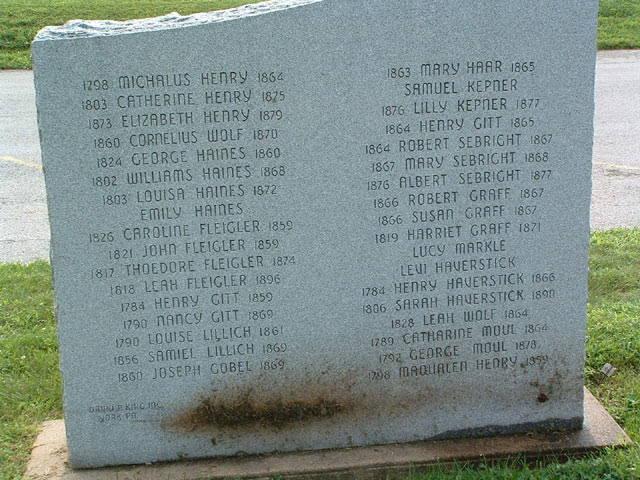 1798 MICHALUS HENRY 1864
1803 CATHERINE HENRY 1875
1873 ELIZABETH HENRY 1879
1860 CORNELIUS WOLF 1870
1824 GEORGE HAINES 1860
1802 WILLIAMS HAINES 1868
1803 LOUISA HAINES 1872
EMILY HAINES
1826 CAROLINE FLEIGLER 1859
1821 JOHN FLEIGLER 1859
1817 THOEDORE FLEIGLER 1874
1818 LEAH FLEIGLER 1896
1784 HENRY GITT 1859
1790 NANCY GITT 1869
1790 LOUISE LILLICH 1861
1856 SAMIEL LILLICH 1869
1860 JOSEPH GOBEL 1869
1863 MARY HAAR 1865
SAMUEL KEPNER
1876 LILLY KEPNER 1877
1864 HENRY GITT 1865
1864 ROBERT SEBRIGHT 1867
1867 MARY SEBRIGHT 1868
1876 ALBERT SEBRIGHT 1877
1866 ROBERT GRAFF 1867
1866 SUSAN GRAFF 1867
1819 HARRIET GRAFF 1871
LUCY MARKLE
LEVI HAVERSTICK
1784 HENRY HAVERSTICK 1866
1806 SARAH HAVERSTICK 1890
1828 LEAH WOLF 1864
1789 CATHARINE MOUL 1864
1792 GEORGE MOUL 1878
1798 MAQUALEN HENRY 1859
DAVID P. KING INC.
YORK PA.